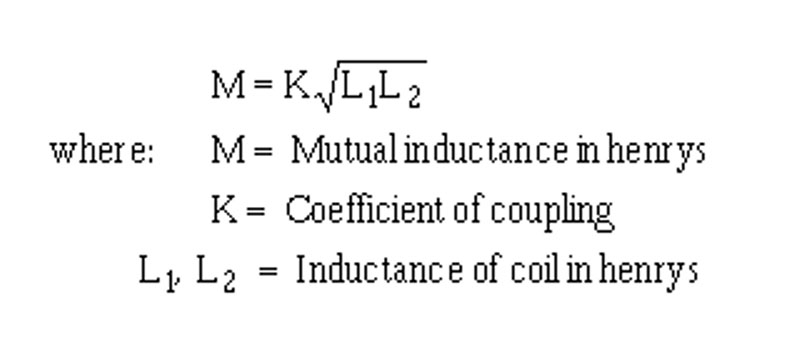 M = K√L₁L₂
where: M = Mutual inductance in henrys
K = Coefficient of coupling
L₁, L₂ = Inductance of coil in henrys